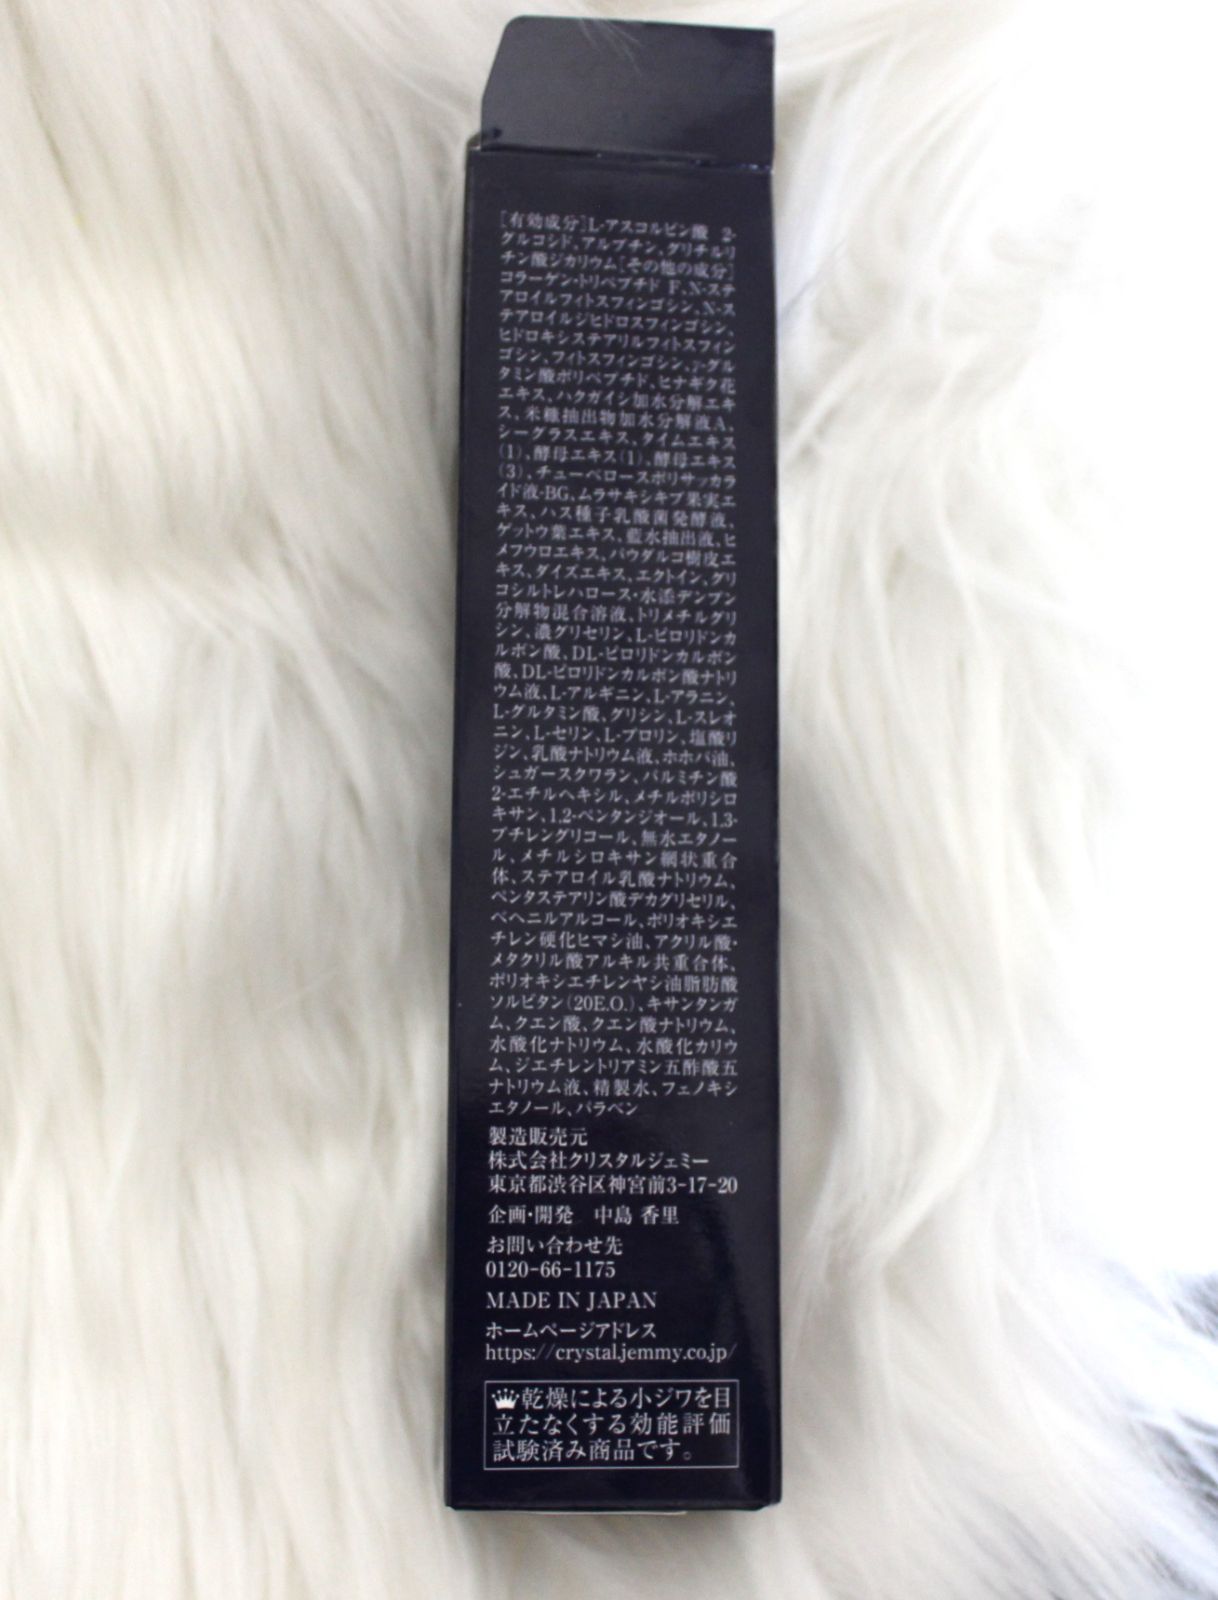 [有効成分]L-アスコルビン酸 2-
グルコシド、アルブチン、グリチルリ
チン酸ジカリウム[その他の成分]
コラーゲン・トリペプチド F、N-ステ
アロイルフィトスフィンゴシン、N-ス
テアロイルジヒドロスフィンゴシン、
ヒドロキシステアリルフィトスフィン
ゴシン、フィトスフィンゴシン、γ-グル
タミン酸ポリペプチド、ヒナギク花
エキス、ハクガイシ加水分解エキ
ス、米糠抽出物加水分解液A、
シーグラスエキス、タイムエキス
(1)、酵母エキス(1)、酵母エキス
(3)、チューベロースポリサッカラ
イド液-BG、ムラサキシキブ果実エ
キス、ハス種子乳酸菌発酵液、
ゲットウ葉エキス、藍水抽出液、ヒ
メフウロエキス、パウダルコ樹皮エ
キス、ダイズエキス、エクトイン、グリ
コシルトレハロース・水添デンプン
分解物混合溶液、トリメチルグリ
シン、濃グリセリン、L-ピロリドンカ
ルボン酸、DL-ピロリドンカルボン
酸、DL-ピロリドンカルボン酸ナトリ
ウム液、L-アルギニン、L-アラニン、
L-グルタミン酸、グリシン、L-スレオ
ニン、L-セリン、L-プロリン、塩酸リ
ジン、乳酸ナトリウム液、ホホバ油、
シュガースクワラン、パルミチン酸
2-エチルヘキシル、メチルポリシロ
キサン、1,2-ペンタンジオール、1,3-
ブチレングリコール、無水エタノー
ル、メチルシロキサン網状重合
体、ステアロイル乳酸ナトリウム、
ペンタステアリン酸デカグリセリル、
ベヘニルアルコール、ポリオキシエ
チレン硬化ヒマシ油、アクリル酸・
メタクリル酸アルキル共重合体、
ポリオキシエチレンヤシ油脂肪酸
ソルビタン(20E.O.)、キサンタンガ
ム、クエン酸、クエン酸ナトリウム、
水酸化ナトリウム、水酸化カリウ
ム、ジエチレントリアミン五酢酸五
ナトリウム液、精製水、フェノキシ
エタノール、パラベン
製造販売元
株式会社クリスタルジェミー
東京都渋谷区神宮前3-17-20
企画・開発　中島 香里
お問い合わせ先
0120-66-1175
MADE IN JAPAN
ホームページアドレス
https://crystal.jemmy.co.jp/
乾燥による小ジワを目
立たなくする効能評価
試験済み商品です。